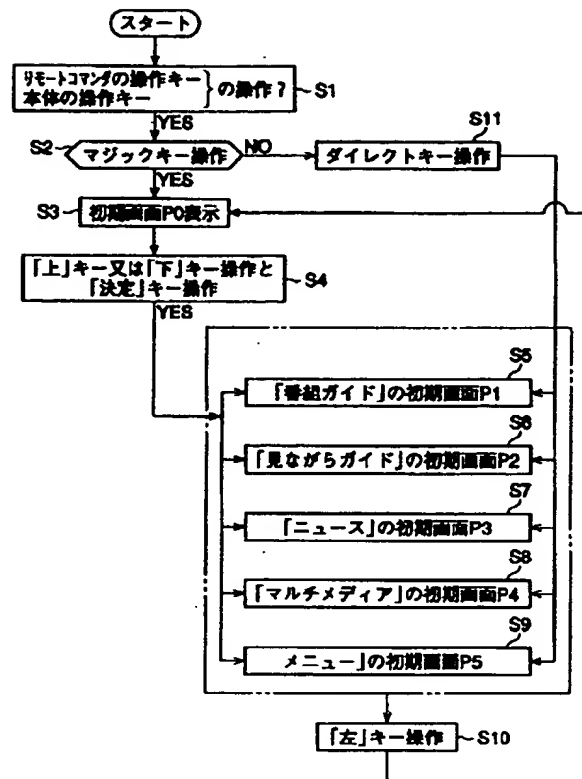 スタート
リモートコマンダの操作キー
本体の操作キー
の操作?
S1
YES
S2
マジックキー操作
NO
S11
ダイレクトキー操作
YES
S3
初期画面P0表示
「上」キー又は「下」キー操作と
「決定」キー操作
S4
YES
S5
「番組ガイド」の初期画面P1
S6
「見ながらガイド」の初期画面P2
S7
「ニュース」の初期画面P3
S8
「マルチメディア」の初期画面P4
S9
メニュー」の初期画面P5
「左」キー操作
S10